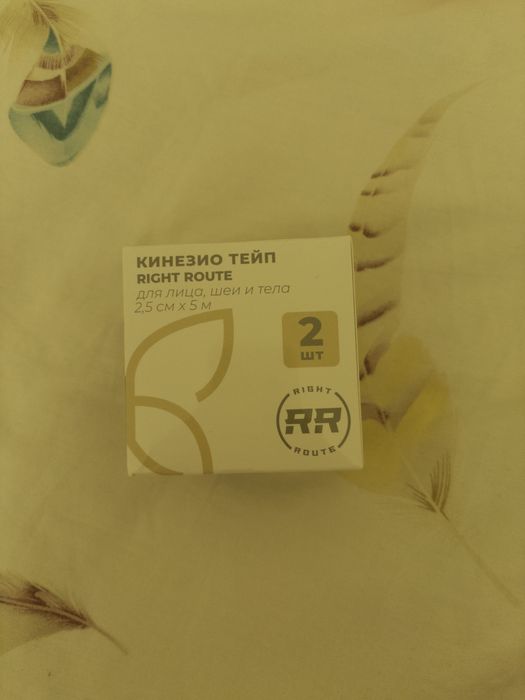 КИНЕЗИО ТЕЙП
RIGHT ROUTE
для лица, шеи и тела
2,5 см х 5 м
2
шт
RIGHT
RR
ROUTE